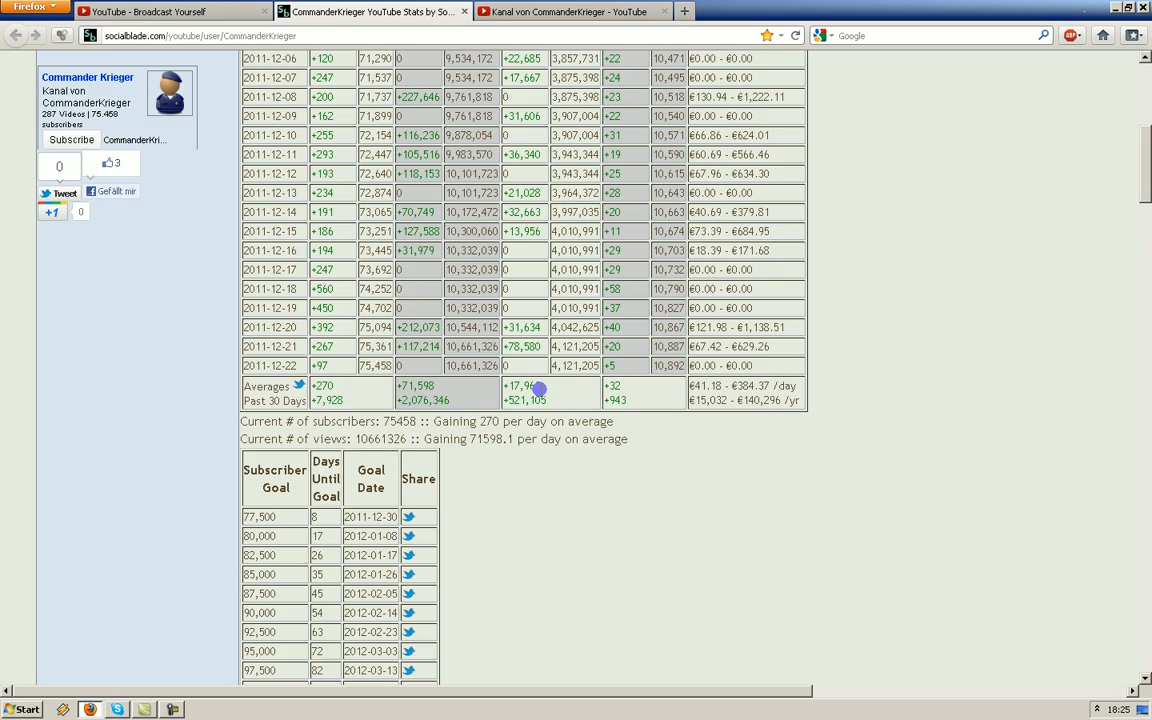 Firefox
YouTube - Broadcast Yourself
CommanderKrieger YouTube Stats by So...
Kanal von CommanderKrieger - YouTube
socialblade.com/youtube/user/CommanderKrieger
Google
Commander Krieger
Kanal von
CommanderKrieger
287 Videos | 75.458
subscribers
Subscribe CommanderKri...
0 3
Tweet Gefällt mir
+1 0
2011-12-06 +120 71,290 0 9,534,172 +22,685 3,857,731 +22 10,471 €0.00 - €0.00
2011-12-07 +247 71,537 0 9,534,172 +17,667 3,875,398 +24 10,495 €0.00 - €0.00
2011-12-08 +200 71,737 +227,646 9,761,818 0 3,875,398 +23 10,518 €130.94 - €1,222.11
2011-12-09 +162 71,899 0 9,761,818 +31,606 3,907,004 +22 10,540 €0.00 - €0.00
2011-12-10 +255 72,154 +116,236 9,878,054 0 3,907,004 +31 10,571 €66.86 - €624.01
2011-12-11 +293 72,447 +105,516 9,983,570 +36,340 3,943,344 +19 10,590 €60.69 - €566.46
2011-12-12 +193 72,640 +118,153 10,101,723 0 3,943,344 +25 10,615 €67.96 - €634.30
2011-12-13 +234 72,874 0 10,101,723 +21,028 3,964,372 +28 10,643 €0.00 - €0.00
2011-12-14 +191 73,065 +70,749 10,172,472 +32,663 3,997,035 +20 10,663 €40.69 - €379.81
2011-12-15 +186 73,251 +127,588 10,300,060 +13,956 4,010,991 +11 10,674 €73.39 - €684.95
2011-12-16 +194 73,445 +31,979 10,332,039 0 4,010,991 +29 10,703 €18.39 - €171.68
2011-12-17 +247 73,692 0 10,332,039 0 4,010,991 +29 10,732 €0.00 - €0.00
2011-12-18 +560 74,252 0 10,332,039 0 4,010,991 +58 10,790 €0.00 - €0.00
2011-12-19 +450 74,702 0 10,332,039 0 4,010,991 +37 10,827 €0.00 - €0.00
2011-12-20 +392 75,094 +212,073 10,544,112 +31,634 4,042,625 +40 10,867 €121.98 - €1,138.51
2011-12-21 +267 75,361 +117,214 10,661,326 +78,580 4,121,205 +20 10,887 €67.42 - €629.26
2011-12-22 +97 75,458 0 10,661,326 0 4,121,205 +5 10,892 €0.00 - €0.00
Averages +270 +71,598 +32 €41.18 - €384.37 /day
Past 30 Days +7,928 +2,076,346 +521,105 +943 €15,032 - €140,296 /yr
Current # of subscribers: 75458 :: Gaining 270 per day on average
Current # of views: 10661326 :: Gaining 71598.1 per day on average
Subscriber Goal Days Until Goal Goal Date Share
77,500 8 2011-12-30
80,000 17 2012-01-08
82,500 26 2012-01-17
85,000 35 2012-01-26
87,500 45 2012-02-05
90,000 54 2012-02-14
92,500 63 2012-02-23
95,000 72 2012-03-03
97,500 82 2012-03-13
Start 18:25